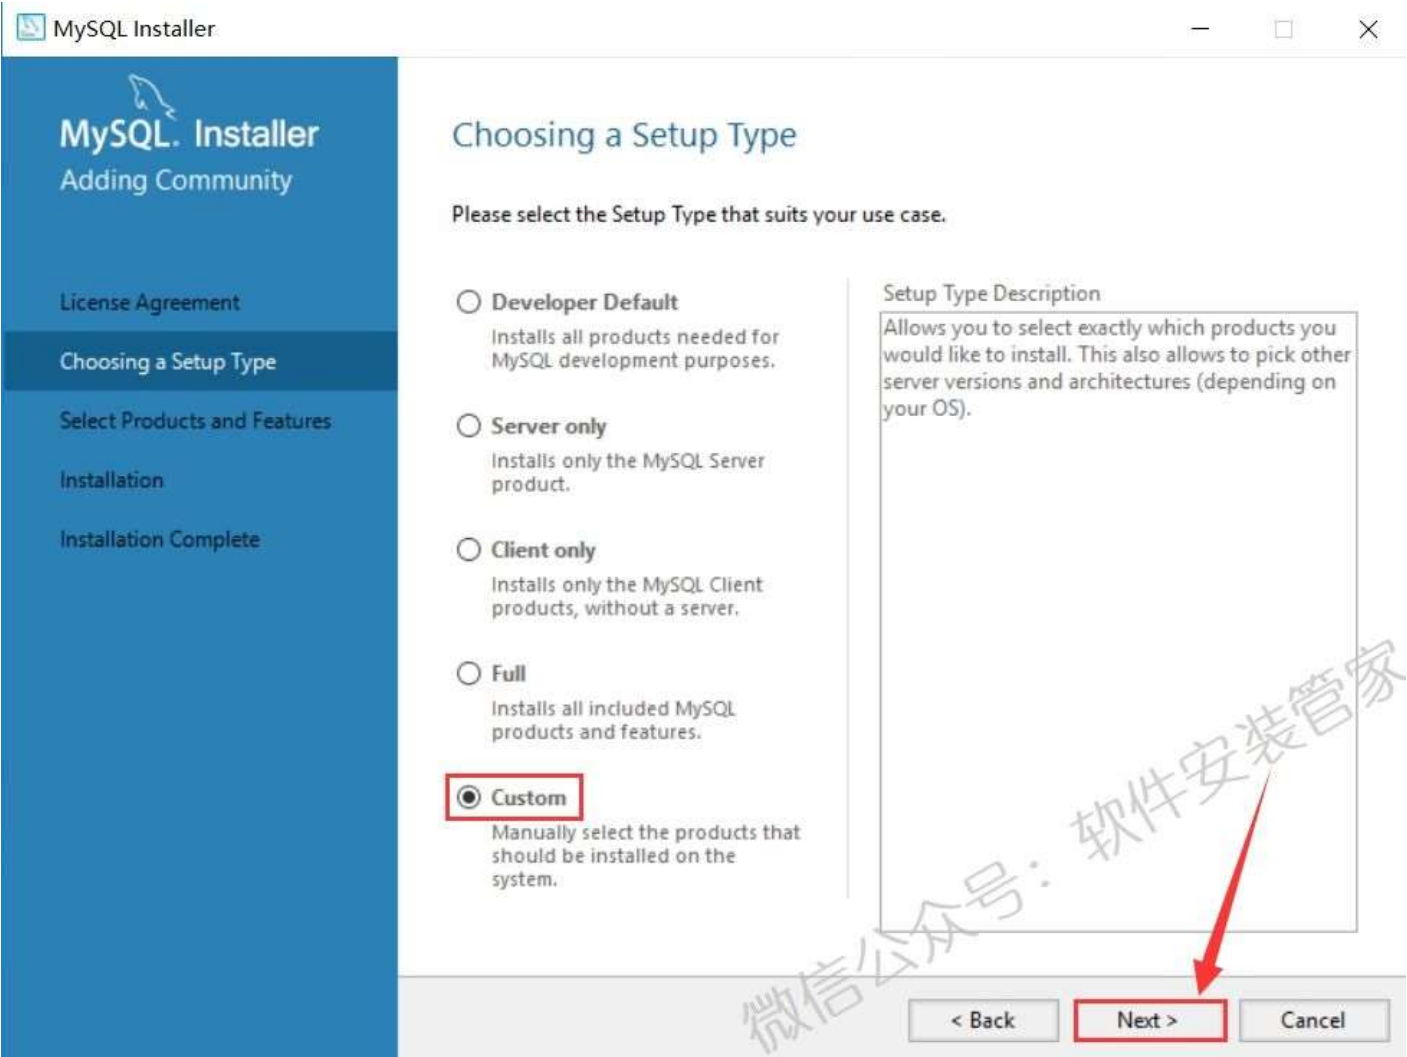 MySQL Installer
MySQL. Installer
Adding Community
License Agreement
Choosing a Setup Type
Select Products and Features
Installation
Installation Complete
Choosing a Setup Type
Please select the Setup Type that suits your use case.
Developer Default
Installs all products needed for
MySQL development purposes.
Server only
Installs only the MySQL Server
product.
Client only
Installs only the MySQL Client
products, without a server.
Full
Installs all included MySQL
products and features.
Custom
Manually select the products that
should be installed on the
system.
Setup Type Description
Allows you to select exactly which products you
would like to install. This also allows to pick other
server versions and architectures (depending on
your OS).
微信公众号：软件安装管家
< Back
Next >
Cancel